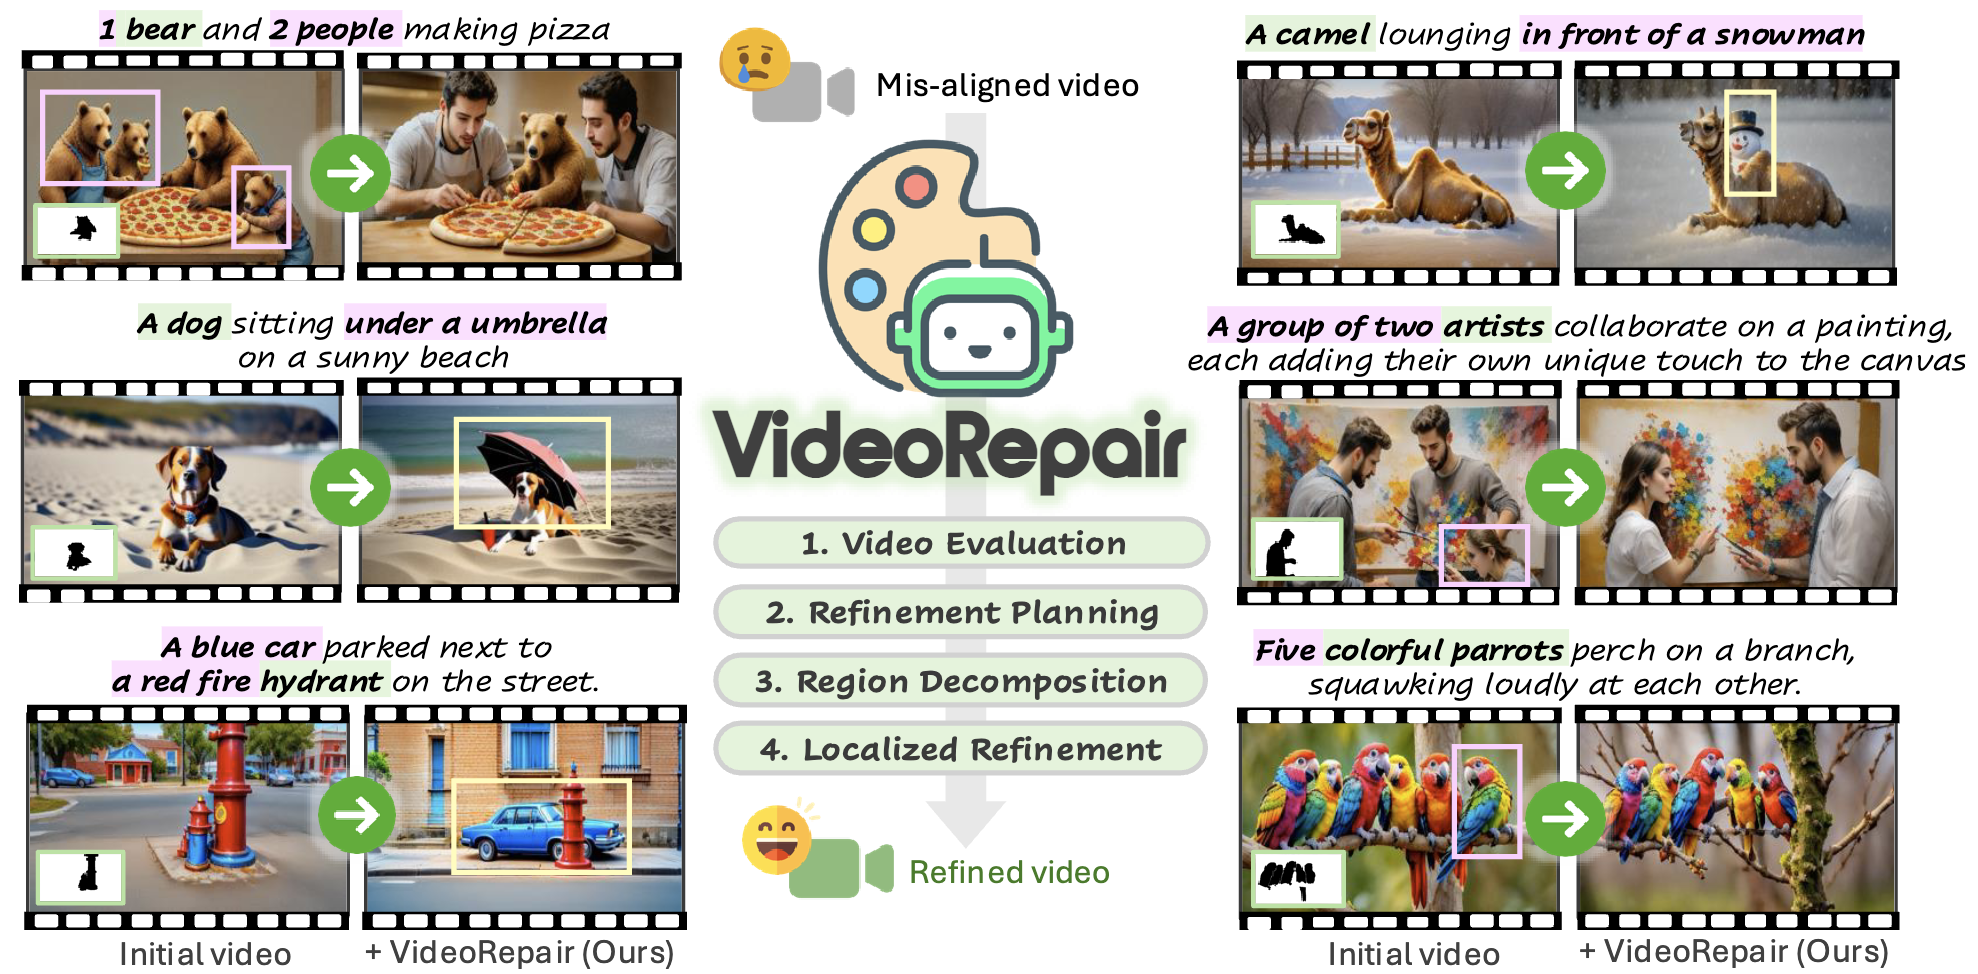 1 bear and 2 people making pizza
A dog sitting under a umbrella
on a sunny beach
A blue car parked next to
a red fire hydrant on the street.
Initial video
+ VideoRepair (Ours)
Mis-aligned video
VideoRepair
1. Video Evaluation
2. Refinement Planning
3. Region Decomposition
4. Localized Refinement
Refined video
A camel lounging in front of a snowman
A group of two artists collaborate on a painting,
each adding their own unique touch to the canvas
Five colorful parrots perch on a branch,
squawking loudly at each other.
Initial video
+ VideoRepair (Ours)